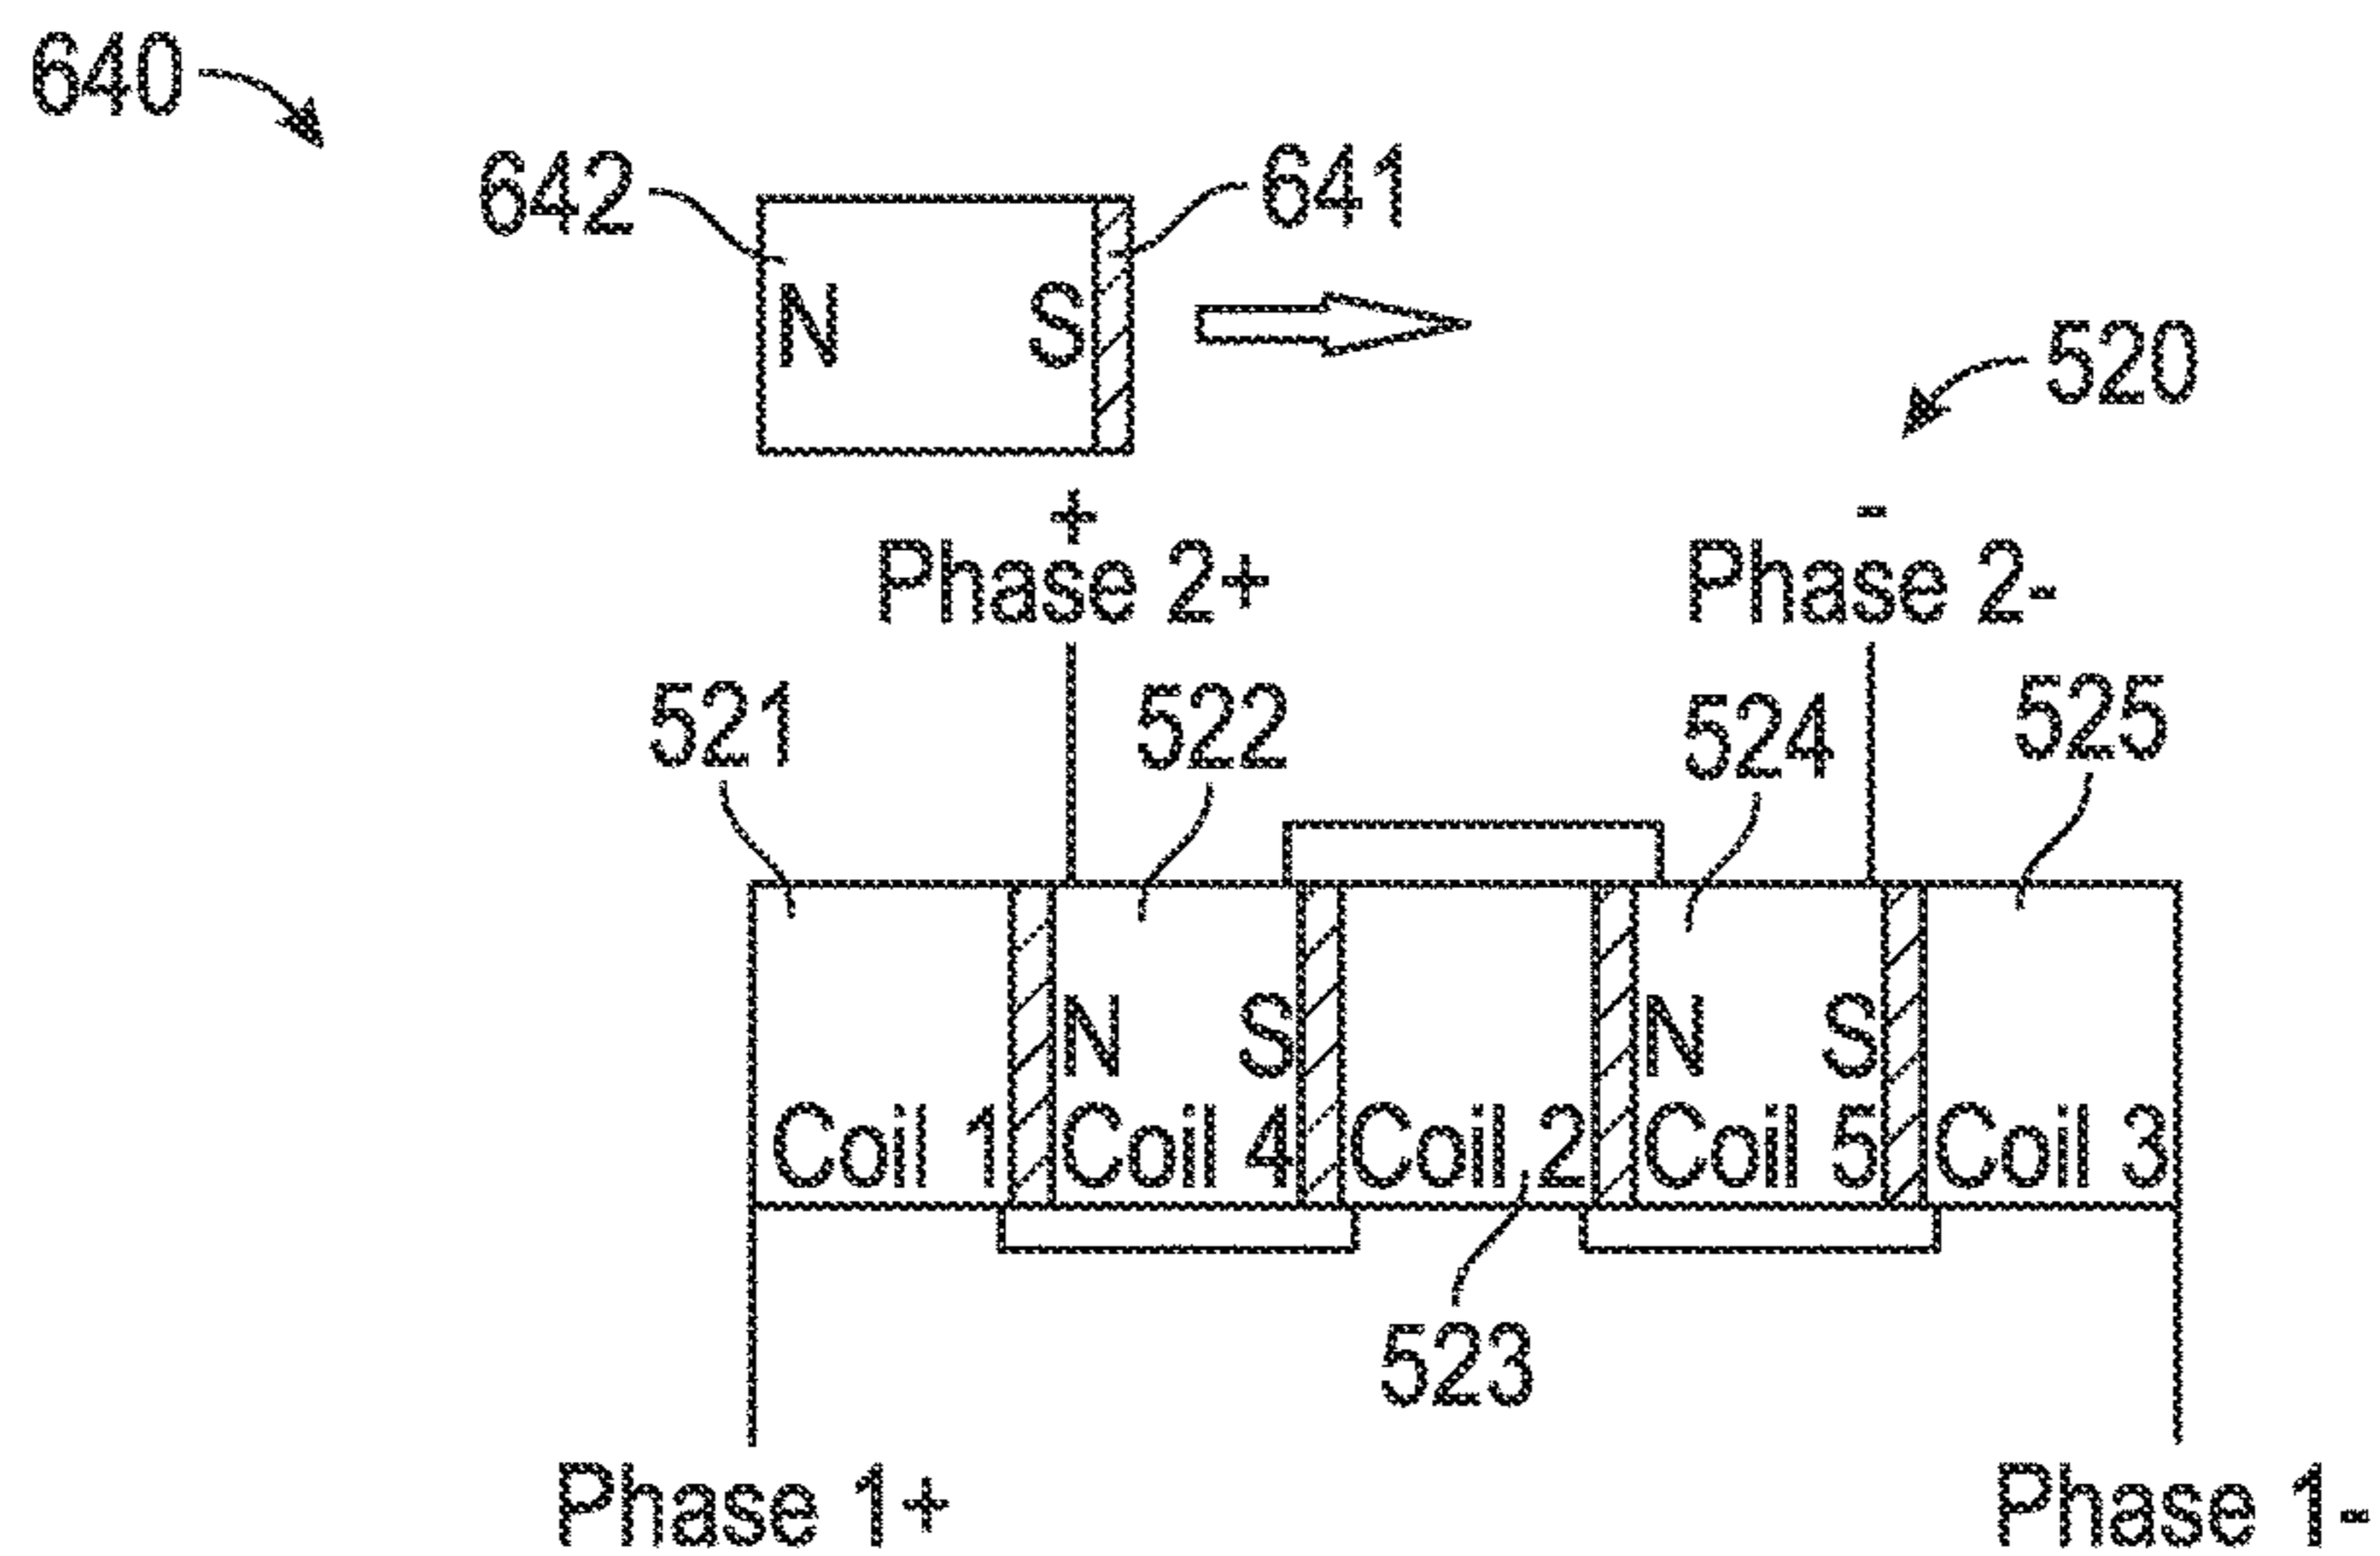 640
642
641
N S
520
+ -
Phase 2+ Phase 2-
521 522 524 525
N S N S
Coil 1 Coil 4 Coil 2 Coil 5 Coil 3
523
Phase 1+ Phase 1-